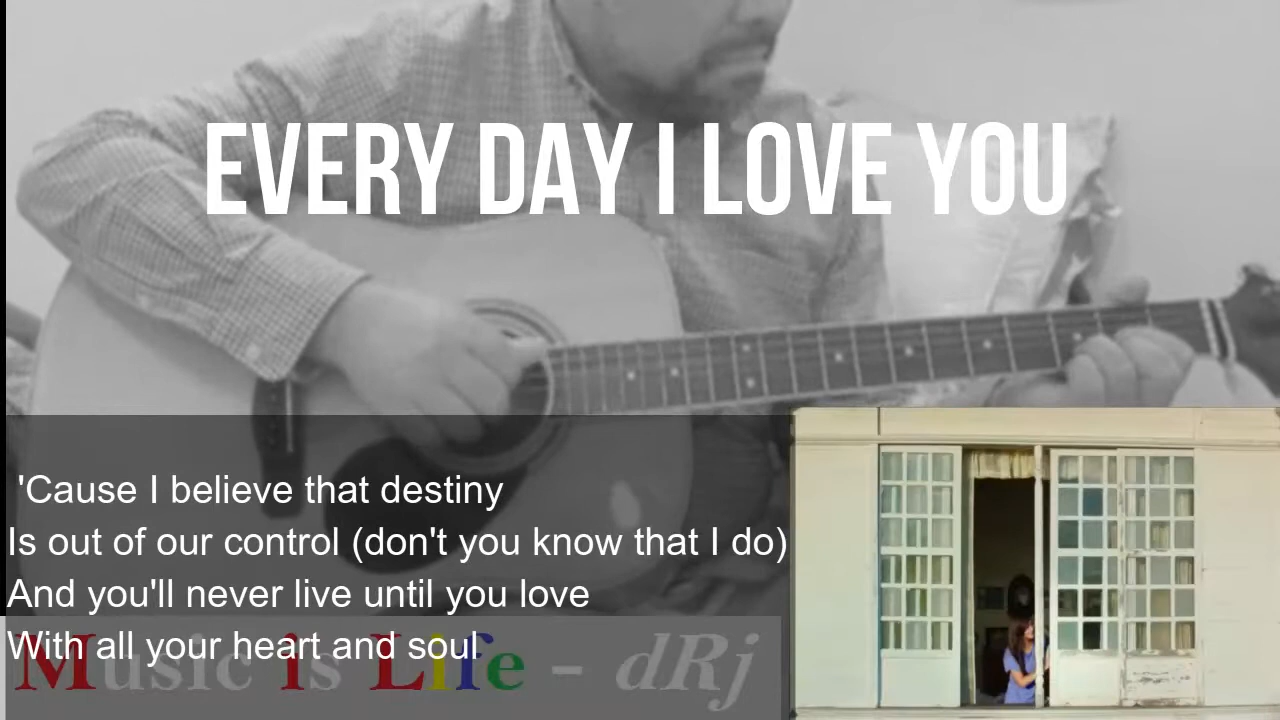 EVERY DAY I LOVE YOU
'Cause I believe that destiny
Is out of our control (don't you know that I do)
And you'll never live until you love
With all your heart and soul
Music is Life - dRj